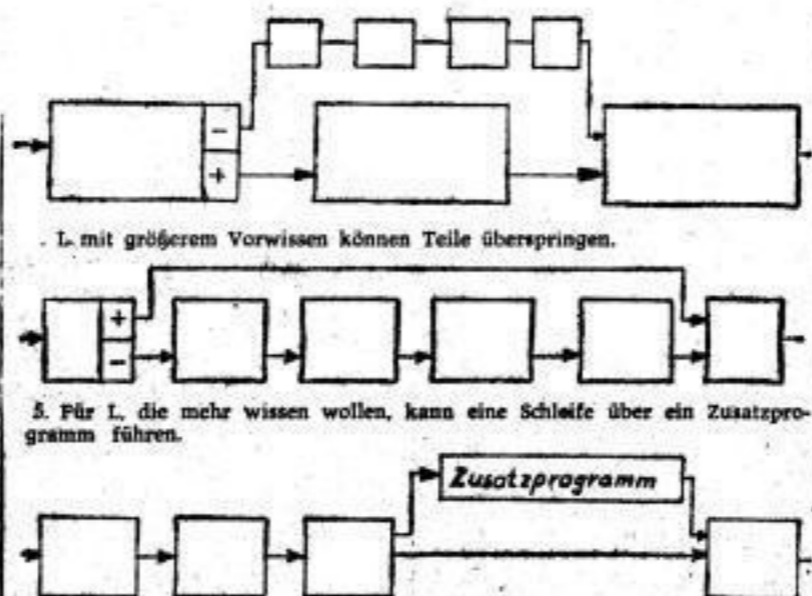 −
+
. L. mit größerem Vorwissen können Teile überspringen.
+
−
5. Für L. die mehr wissen wollen, kann eine Schleife über ein Zusatzpro-
gramm führen.
Zusatzprogramm